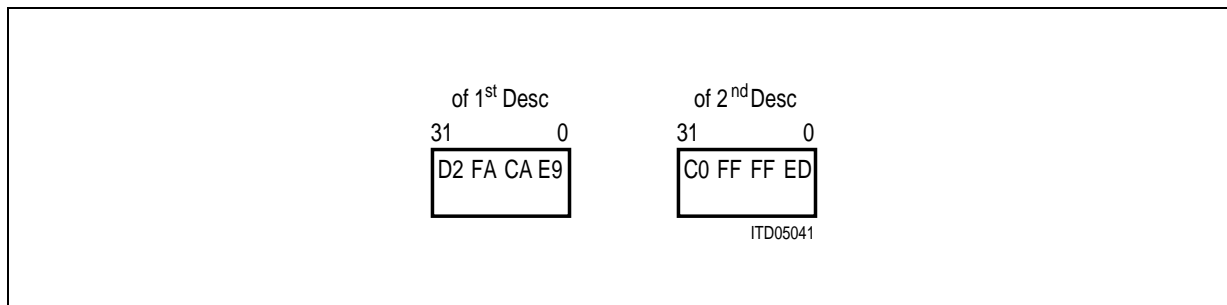 of 1st Desc of 2nd Desc
31 0 31 0
D2 FA CA E9 C0 FF FF ED
ITD05041